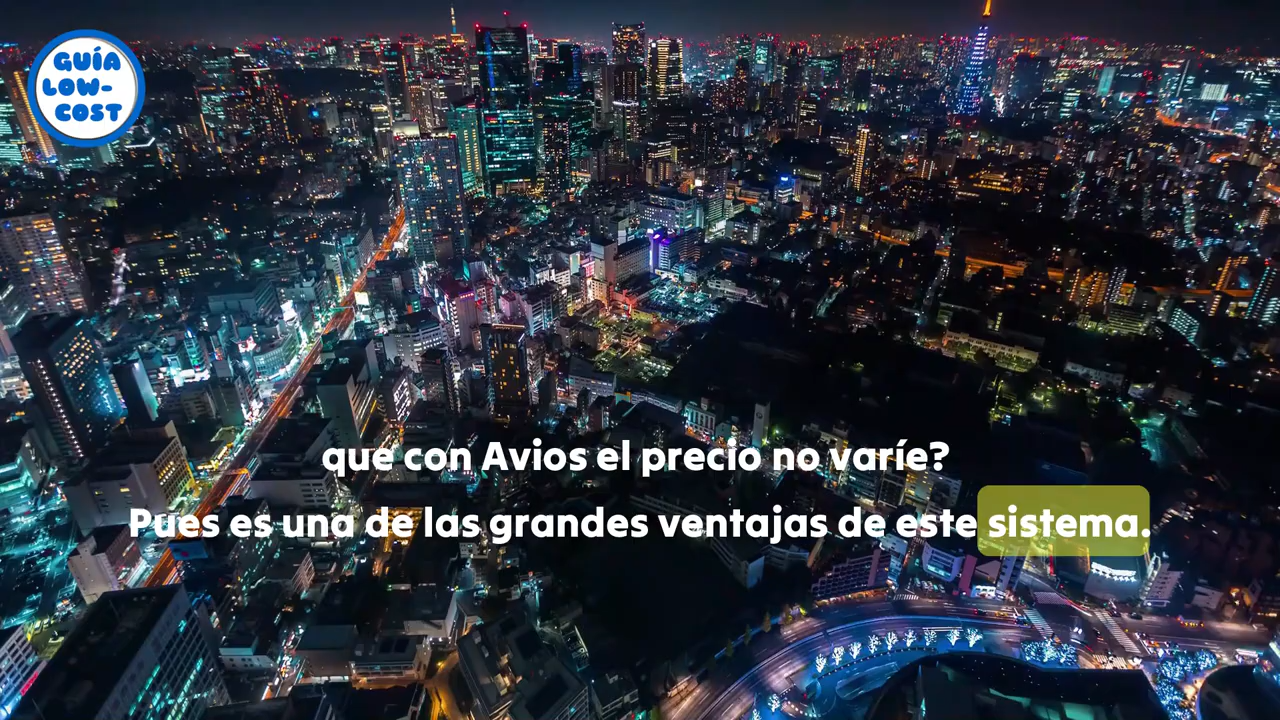 GUÍA
LOW-
COST
que con Avios el precio no varíe?
Pues es una de las grandes ventajas de este sistema.